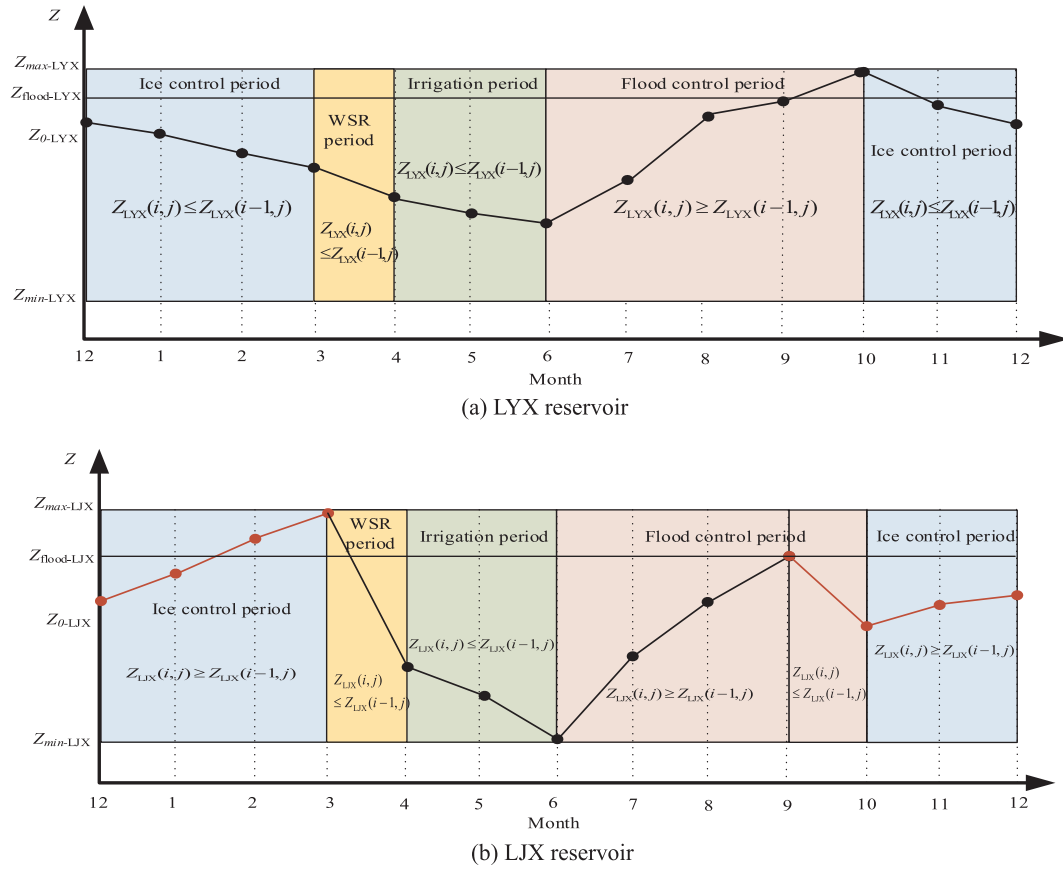 Z
Zmax-LYX
Zflood-LYX
Z0-LYX
Zmin-LYX
Ice control period
WSR
period
Irrigation period
Flood control period
Ice control period
ZLYX(i,j)≤ZLYX(i−1,j)
ZLYX(i,j)
≤ZLYX(i−1,j)
ZLYX(i,j)≤ZLYX(i−1,j)
ZLYX(i,j)≥ZLYX(i−1,j)
ZLYX(i,j)≤ZLYX(i−1,j)
12 1 2 3 4 5 6 7 8 9 10 11 12
Month
(a) LYX reservoir
Z
Zmax-LJX
Zflood-LJX
Z0-LJX
Zmin-LJX
Ice control period
WSR
period
Irrigation period
Flood control period
Ice control period
ZLJX(i,j)≥ZLJX(i−1,j)
ZLJX(i,j)
≤ZLJX(i−1,j)
ZLJX(i,j)≤ZLJX(i−1,j)
ZLJX(i,j)≥ZLJX(i−1,j)
ZLJX(i,j)
≤ZLJX(i−1,j)
ZLJX(i,j)≥ZLJX(i−1,j)
12 1 2 3 4 5 6 7 8 9 10 11 12
Month
(b) LJX reservoir